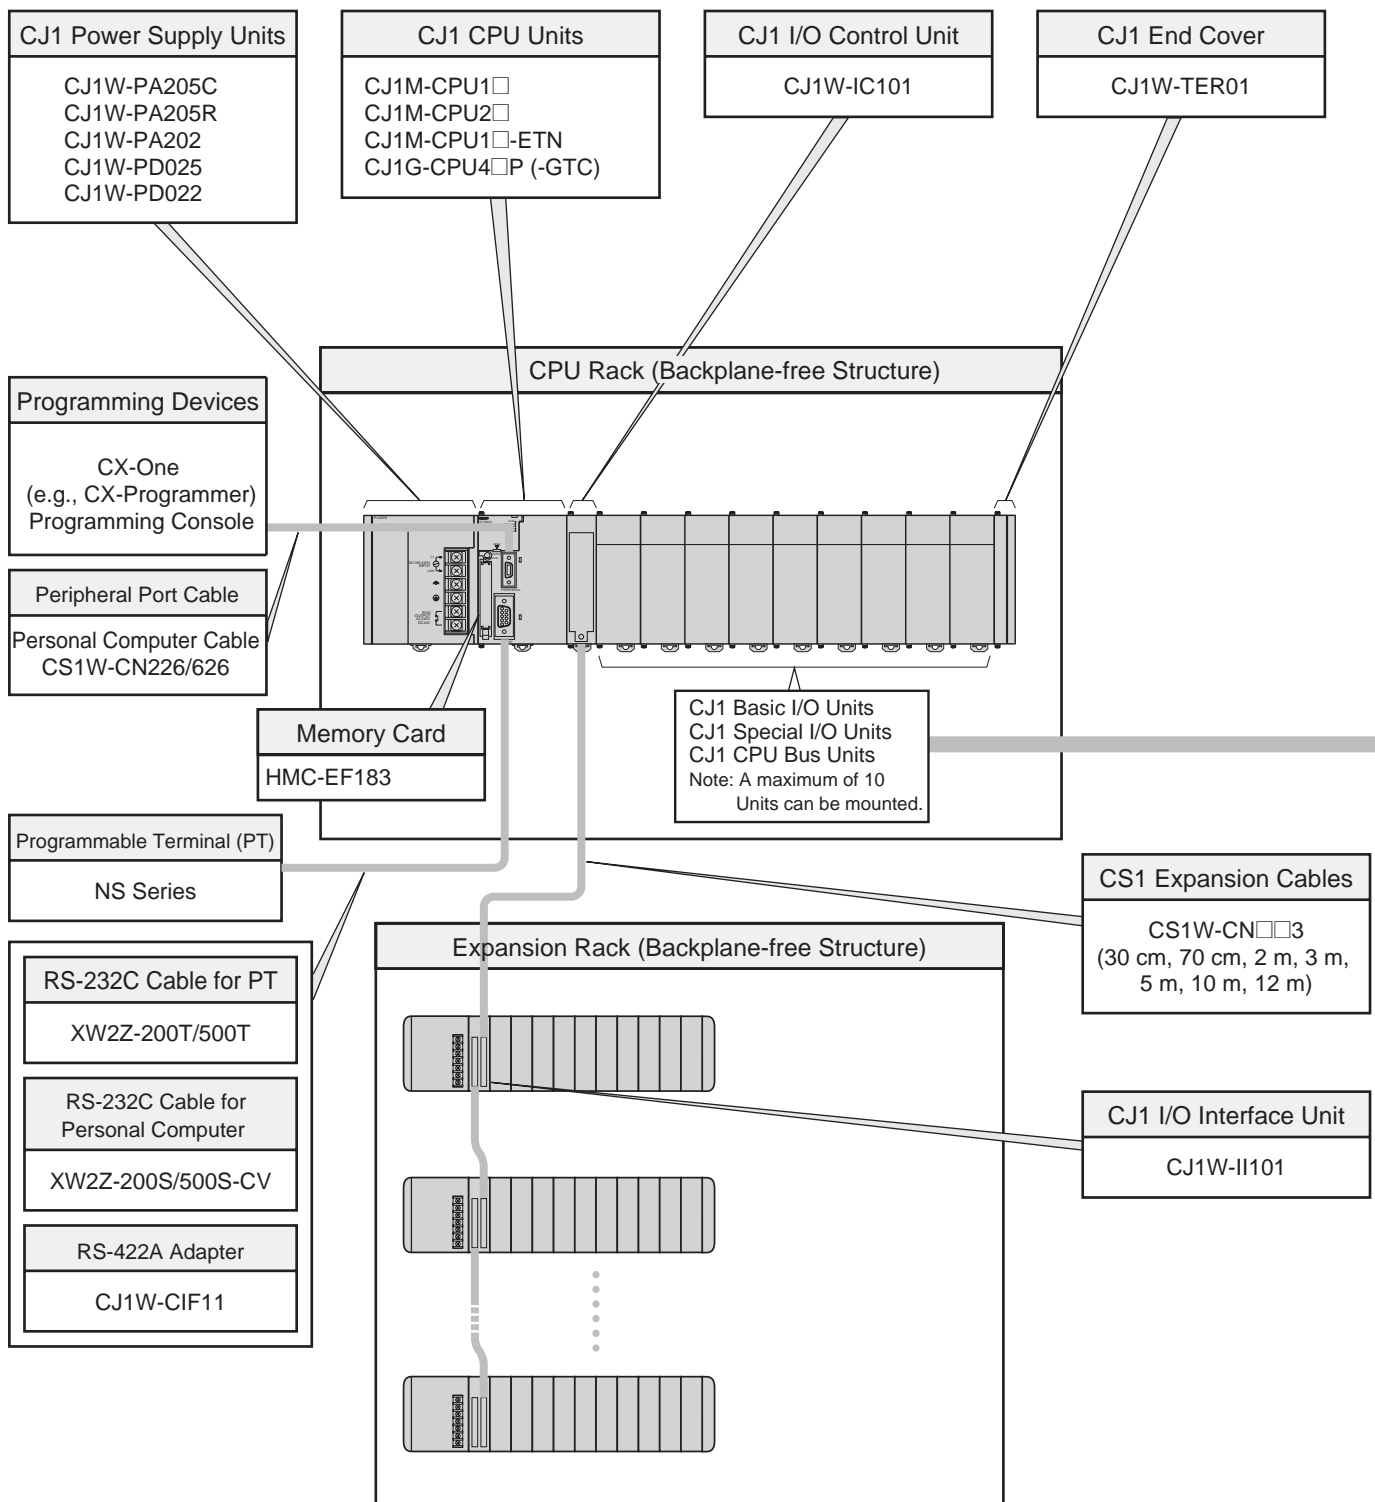 CJ1 Power Supply Units
CJ1W-PA205C
CJ1W-PA205R
CJ1W-PA202
CJ1W-PD025
CJ1W-PD022
CJ1 CPU Units
CJ1M-CPU1□
CJ1M-CPU2□
CJ1M-CPU1□-ETN
CJ1G-CPU4□P (-GTC)
CJ1 I/O Control Unit
CJ1W-IC101
CJ1 End Cover
CJ1W-TER01
CPU Rack (Backplane-free Structure)
Programming Devices
CX-One
(e.g., CX-Programmer)
Programming Console
Peripheral Port Cable
Personal Computer Cable
CS1W-CN226/626
Memory Card
HMC-EF183
CJ1 Basic I/O Units
CJ1 Special I/O Units
CJ1 CPU Bus Units
Note: A maximum of 10
Units can be mounted.
Programmable Terminal (PT)
NS Series
CS1 Expansion Cables
CS1W-CN□□3
(30 cm, 70 cm, 2 m, 3 m,
5 m, 10 m, 12 m)
Expansion Rack (Backplane-free Structure)
RS-232C Cable for PT
XW2Z-200T/500T
RS-232C Cable for
Personal Computer
XW2Z-200S/500S-CV
RS-422A Adapter
CJ1W-CIF11
CJ1 I/O Interface Unit
CJ1W-II101